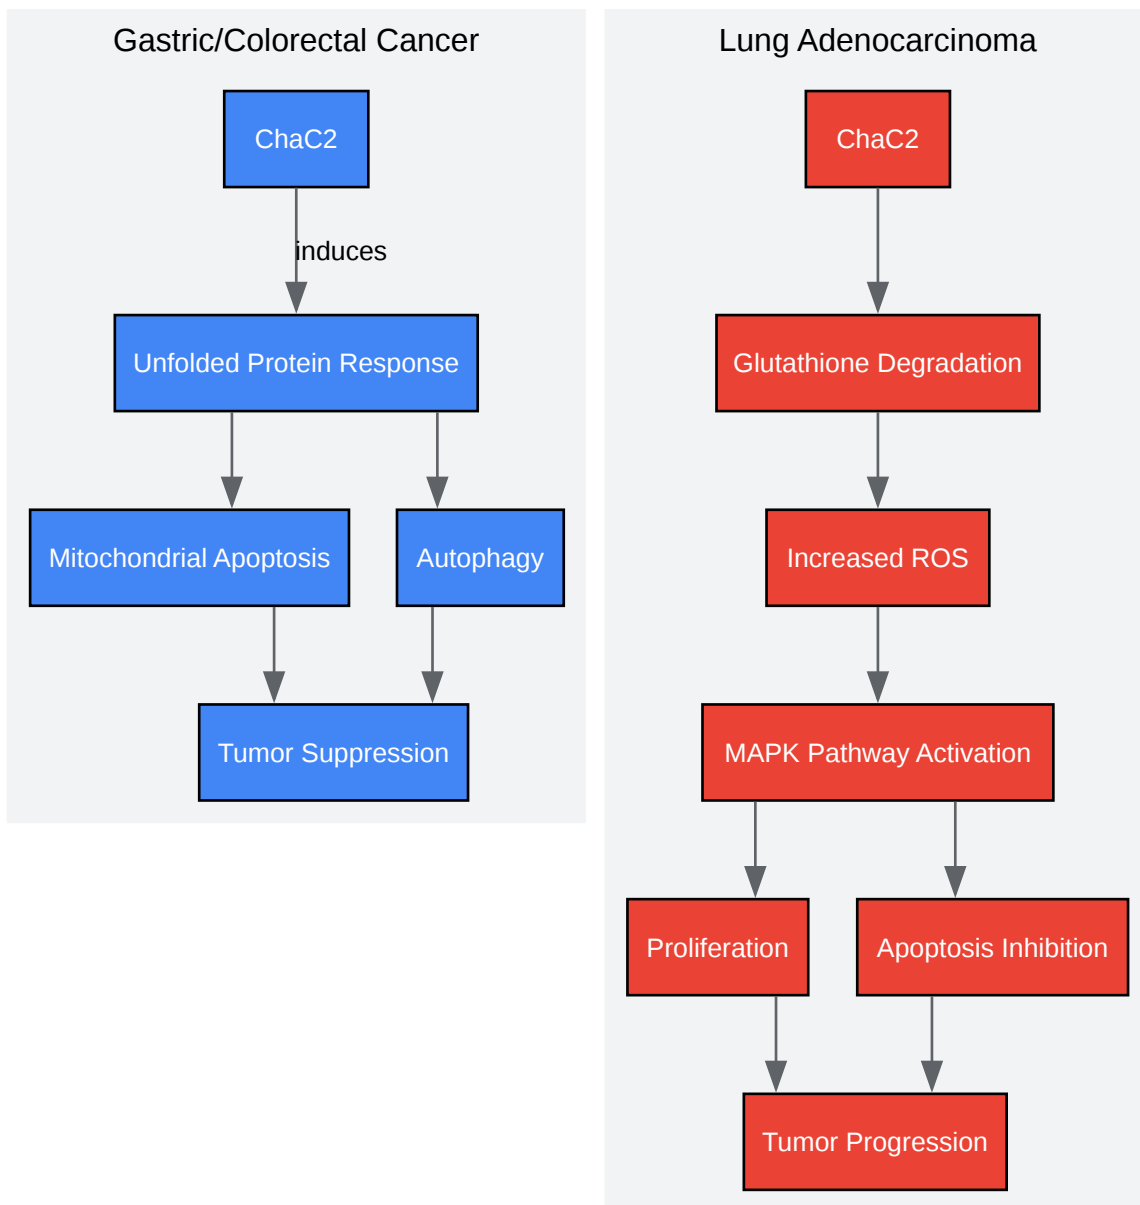 Gastric/Colorectal Cancer
ChaC2
induces
Unfolded Protein Response
Mitochondrial Apoptosis
Autophagy
Tumor Suppression
Lung Adenocarcinoma
ChaC2
Glutathione Degradation
Increased ROS
MAPK Pathway Activation
Proliferation
Apoptosis Inhibition
Tumor Progression